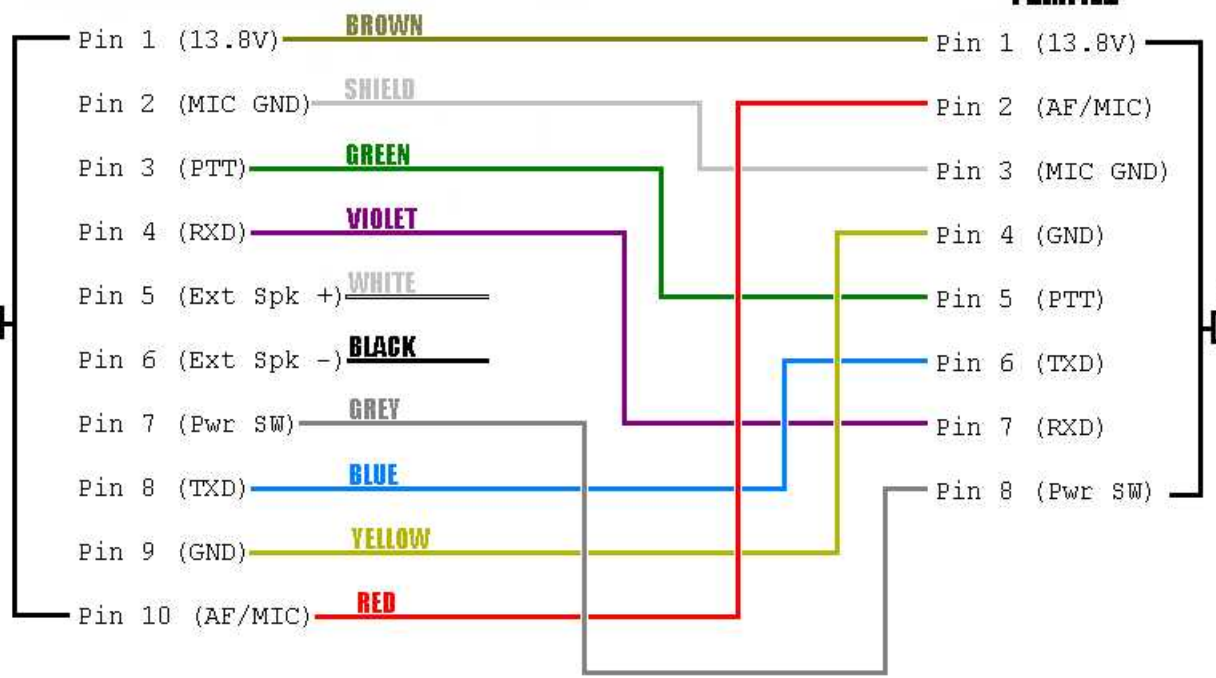 Pin 1 (13.8V) BROWN Pin 1 (13.8V)
Pin 2 (MIC GND) SHIELD Pin 2 (AF/MIC)
Pin 3 (PTT) GREEN Pin 3 (MIC GND)
Pin 4 (RXD) VIOLET Pin 4 (GND)
Pin 5 (Ext Spk +) WHITE Pin 5 (PTT)
Pin 6 (Ext Spk -) BLACK Pin 6 (TXD)
Pin 7 (Pwr SW) GREY Pin 7 (RXD)
Pin 8 (TXD) BLUE Pin 8 (Pwr SW)
Pin 9 (GND) YELLOW
Pin 10 (AF/MIC) RED